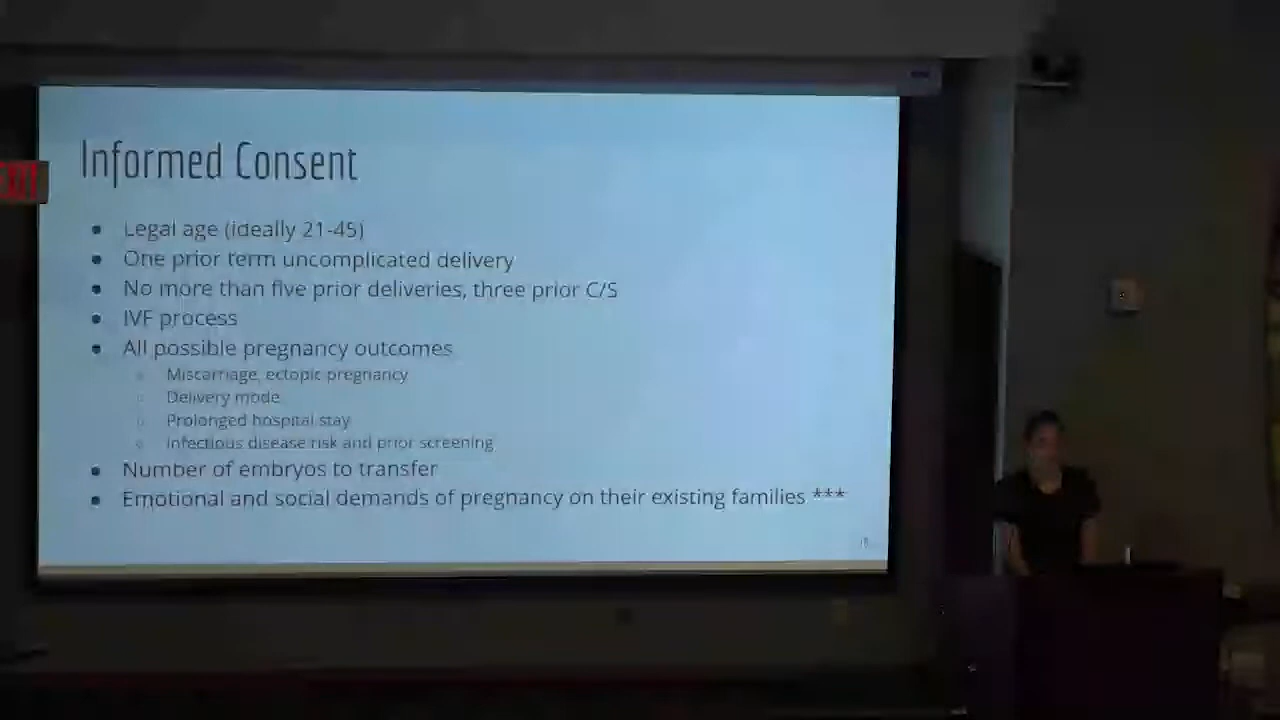 EXIT
Informed Consent
● Legal age (ideally 21-45)
● One prior term uncomplicated delivery
● No more than five prior deliveries, three prior C/S
● IVF process
● All possible pregnancy outcomes
○ Miscarriage, ectopic pregnancy
○ Delivery mode
○ Prolonged hospital stay
○ Infectious disease risk and prior screening
● Number of embryos to transfer
● Emotional and social demands of pregnancy on their existing families ***